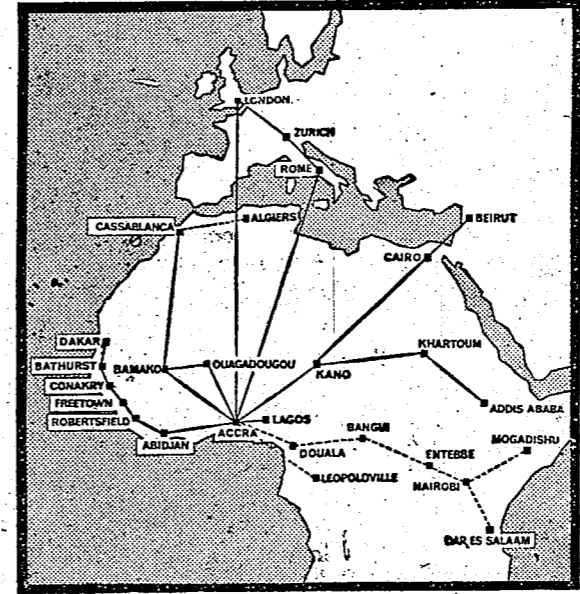 LONDON
ZURICH
ROME
CASSABLANCA
ALGIERS
BEIRUT
CAIRO
DAKAR
BATHURST
CONAKRY
FREETOWN
ROBERTSFIELD
ABIDJAN
BAMAKO
OUAGADOUGOU
KANO
KHARTOUM
ADDIS ABABA
ACCRA
LAGOS
DOUALA
BANGUI
LEOPOLDVILLE
ENTEBBE
NAIROBI
MOGADISHU
DAR ES SALAAM